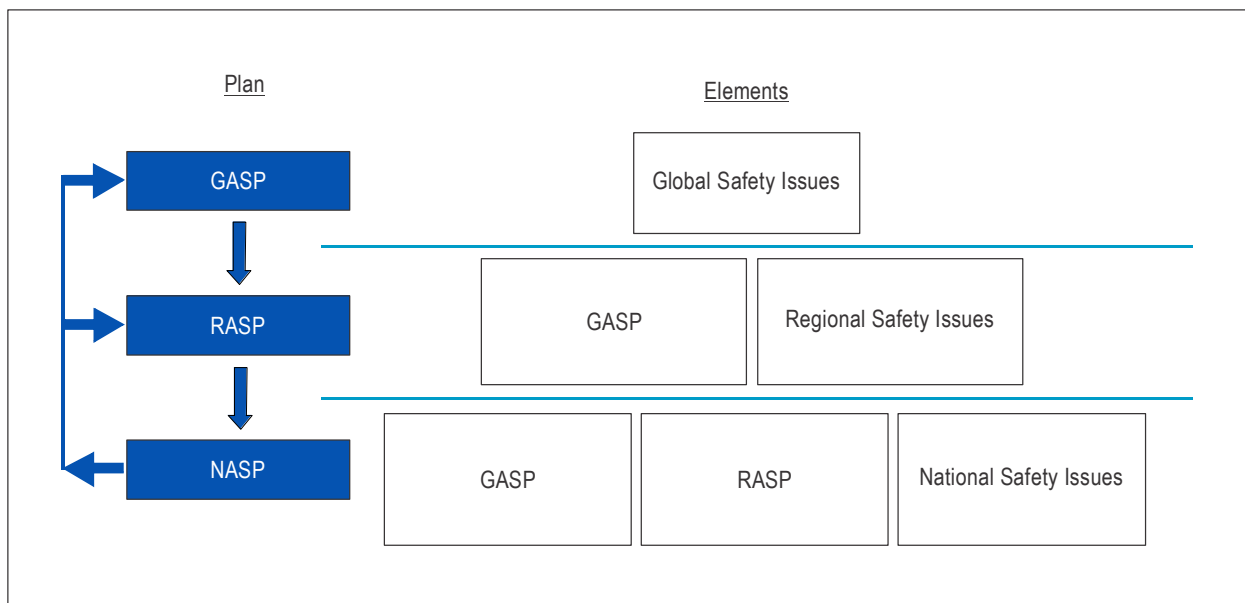 Plan
Elements
GASP
Global Safety Issues
RASP
GASP
Regional Safety Issues
NASP
GASP
RASP
National Safety Issues